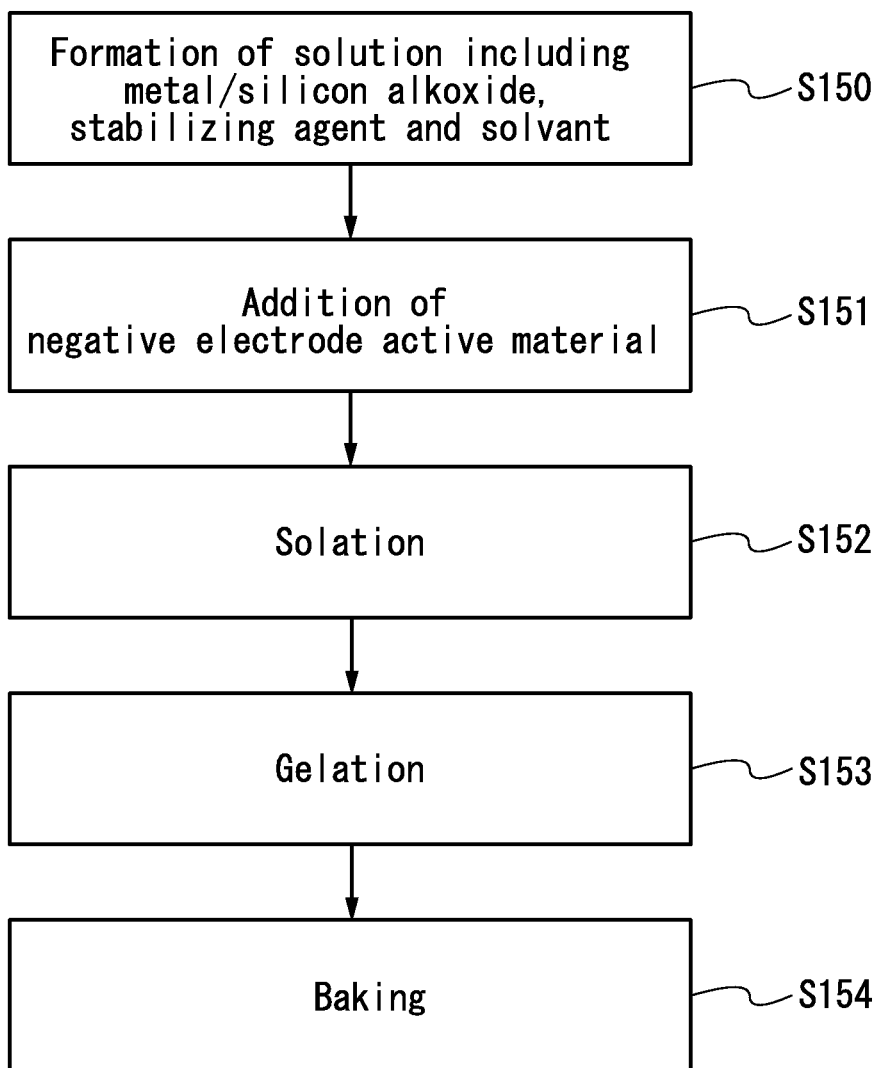 Formation of solution including
metal/silicon alkoxide,
stabilizing agent and solvant
S150
Addition of
negative electrode active material
S151
Solation
S152
Gelation
S153
Baking
S154